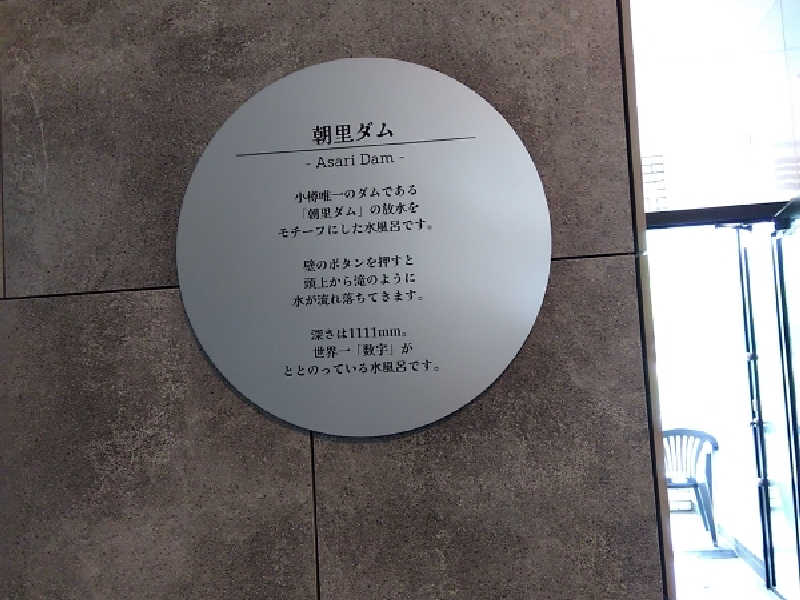 朝里ダム
- Asari Dam -
小樽唯一のダムである
「朝里ダム」の放水を
モチーフにした水風呂です。
壁のボタンを押すと
頭上から滝のように
水が流れ落ちてきます。
深さは1111mm。
世界一「数字」が
ととのっている水風呂です。